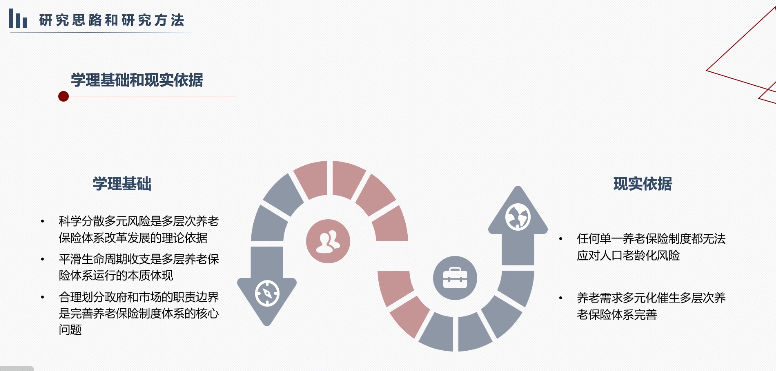 研究思路和研究方法
学理基础和现实依据
学理基础
• 科学分散多元风险是多层次养老
保险体系改革发展的理论依据
• 平滑生命周期收支是多层养老保
险体系运行的本质体现
• 合理划分政府和市场的职责边界
是完善养老保险制度体系的核心
问题
现实依据
• 任何单一养老保险制度都无法
应对人口老龄化风险
• 养老需求多元化催生多层次养
老保险体系完善